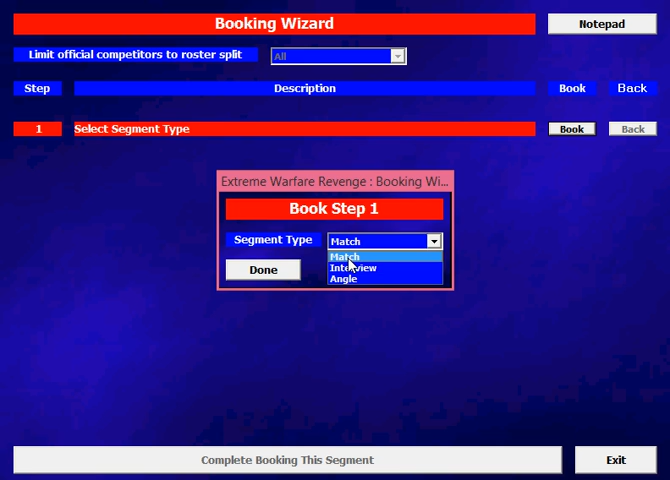 Booking Wizard
Notepad
Limit official competitors to roster split
All
Step
Description
Book
Back
1
Select Segment Type
Book
Back
Extreme Warfare Revenge : Booking Wi...
Book Step 1
Segment Type
Match
Match
Interview
Angle
Done
Complete Booking This Segment
Exit